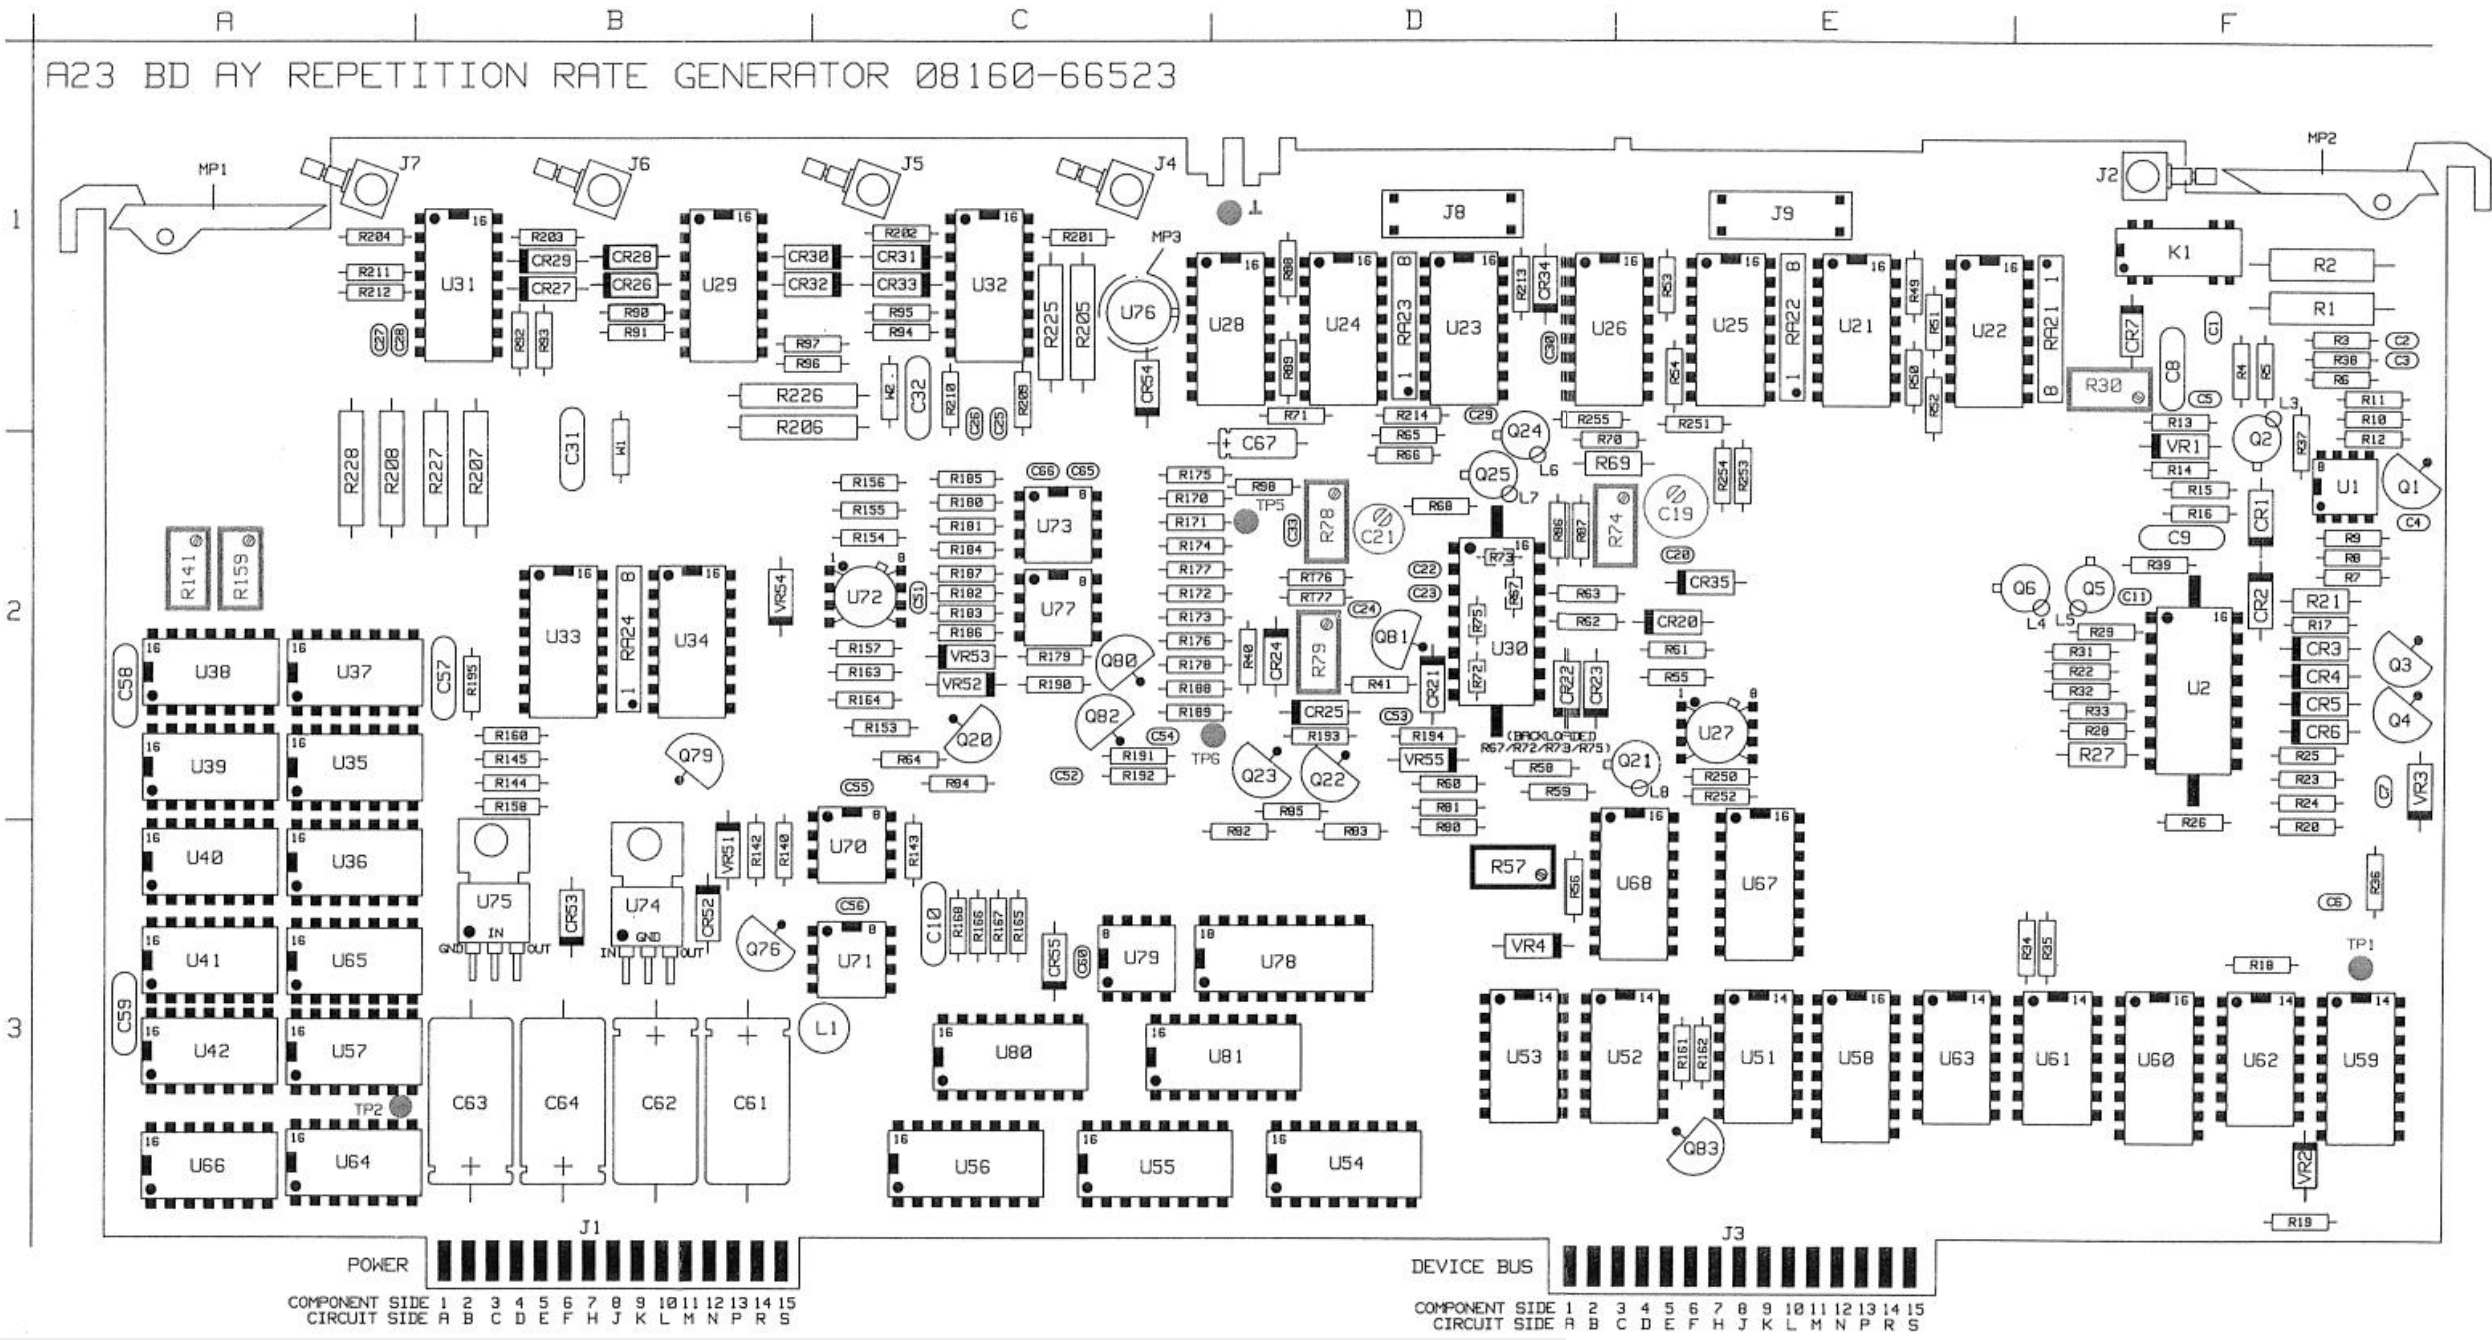 A B C D E F
A23 BD AY REPETITION RATE GENERATOR 08160-66523
MP1 J7 J6 J5 J4 J2 MP2
1
R204 R203 R202 R201 MP3 J8 J9 K1 R2
U31 16 U29 16 U32 16
R211 CR29 CR28 CR30 CR31
R212 CR27 CR26 CR32 CR33
R90 R95 R225 R205 U76
R91 R94 R1
C27 C28 R92 R93 R97 R96
U28 16 R88 R89 U24 16 8 RA23 1 U23 16 R213 CR34 C30 U26 16 R53 R54 U25 16 8 RA22 1 U21 16 R49 R50 R51 R52 U22 16 1 RA21 8
CR7 C8 C1 R4 R5 R3 C2
R38 C3
R6
R30 C5 L3
R226 W2 C32 R210 R209 CR54
R206 C26 C25
R71 R214 C29 R255 R251 R13 R11
C67 R65 Q24 R70 VR1 Q2 R37 R10
R66 L6 R69 R14 R12
R228 R208 R227 R207 C31 W1
R156 R185 C66 C65 R175 R98 Q25 L7 R254 R253 R15 8 U1 Q1
R155 R180 U73 8 R170 TP5 R78 C21 R68 R86 R87 R74 C19 R16 CR1 C4
R154 R181 R171 C33
R184 R174 C20 C9 R9
R141 R159 R187 R177 RT76 C22 R73 16 CR35 R39 R8
R7
2
U33 16 8 RA24 1 U34 16 VR54 1 8 U72 C51 R182 U77 8 R172 RT77 C23 R67 R63 Q6 Q5 C11 CR2 R21
R183 R173 C24 R75 R62 CR20 L4 L5 R17
R186 R176 R40 CR24 R79 Q81 U30 R61 R29 16
C58 16 U38 16 U37 C57 R195 R157 VR53 R179 Q80 R178 R72 R31 CR3 Q3
R163 VR52 R190 R188 R41 CR21 CR22 CR23 R55 R22 U2 CR4
R164 R189 R32 CR5
R153 Q20 Q82 C54 CR25 C53 1 8 U27 R33 CR6 Q4
16 U39 16 U35 R160 Q79 R64 R191 TP6 R193 R194 (BACKLOADED R28 R25
R67/R72/R73/R75)
R145 R84 C52 R192 Q23 Q22 VR55 R58 Q21 R250 R27 R23
R144 C55 R60 R59 L8 R252 R24 C7 VR3
R158 R85 R81 R26 R20
R82 R83 R80
16 U40 16 U36 U75 VR51 R142 R140 U70 8 R143 R57 R56 U68 16 U67 16 R36
CR53 U74 CR52 C56 C10 R168 R166 R167 R165 C6
GND IN OUT IN GND OUT Q76 U71 8 CR55 C60 8 U79 18 U78 VR4 R34 R35 TP1
16 U41 16 U65 R18
3
C59 16 U42 16 U57 L1 16 U80 16 U81 14 U53 14 U52 R161 R162 14 U51 16 U58 14 U63 14 U61 16 U60 14 U62 14 U59
TP2 C63 C64 C62 C61
16 U66 16 U64 16 U56 16 U55 16 U54 Q83 VR2
R19
J1 J3
POWER DEVICE BUS
COMPONENT SIDE 1 2 3 4 5 6 7 8 9 10 11 12 13 14 15
CIRCUIT SIDE A B C D E F H J K L M N P R S
COMPONENT SIDE 1 2 3 4 5 6 7 8 9 10 11 12 13 14 15
CIRCUIT SIDE A B C D E F H J K L M N P R S